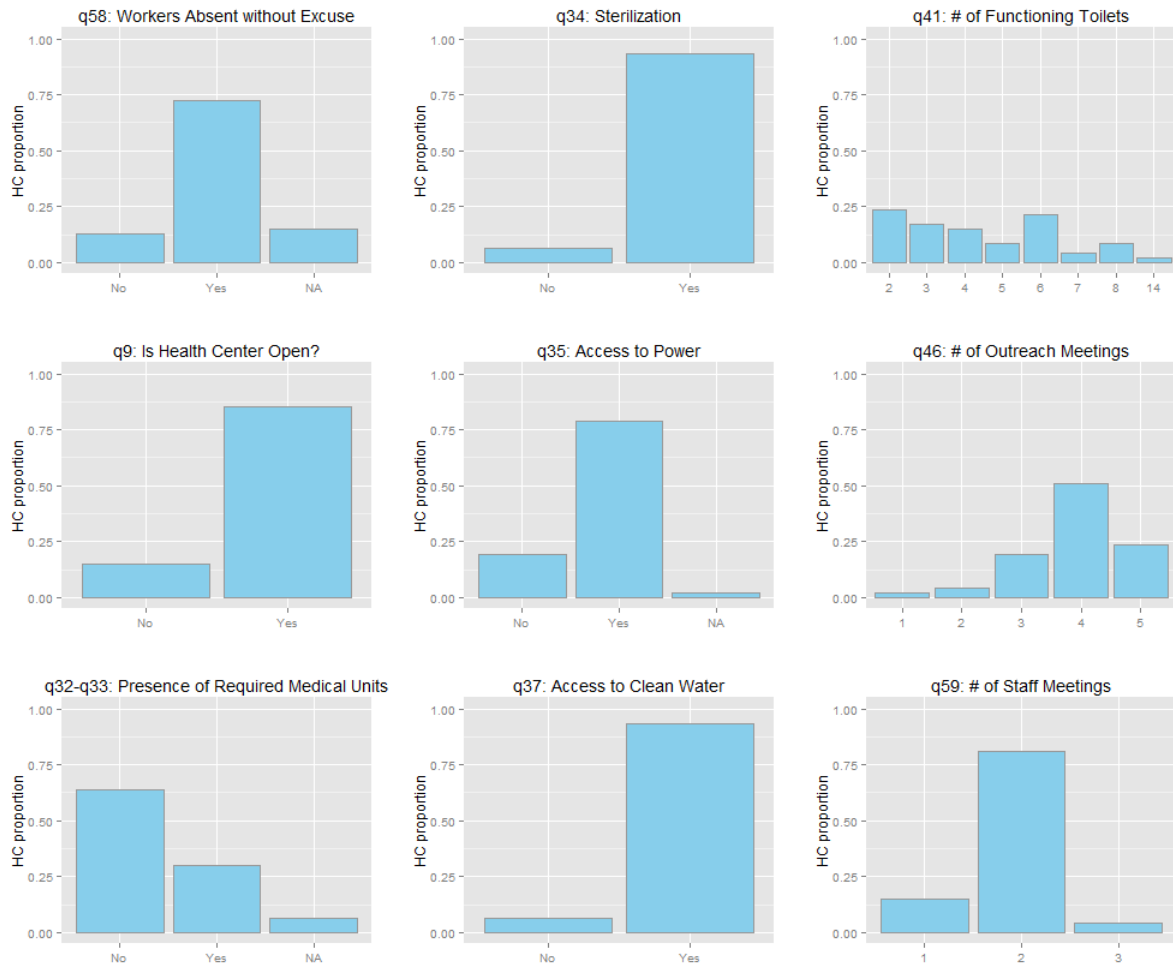 q58: Workers Absent without Excuse
1.00
0.75
0.50
0.25
0.00
HC proportion
No Yes NA
q34: Sterilization
1.00
0.75
0.50
0.25
0.00
HC proportion
No Yes
q41: # of Functioning Toilets
1.00
0.75
0.50
0.25
0.00
HC proportion
2 3 4 5 6 7 8 14
q9: Is Health Center Open?
1.00
0.75
0.50
0.25
0.00
HC proportion
No Yes
q35: Access to Power
1.00
0.75
0.50
0.25
0.00
HC proportion
No Yes NA
q46: # of Outreach Meetings
1.00
0.75
0.50
0.25
0.00
HC proportion
1 2 3 4 5
q32-q33: Presence of Required Medical Units
1.00
0.75
0.50
0.25
0.00
HC proportion
No Yes NA
q37: Access to Clean Water
1.00
0.75
0.50
0.25
0.00
HC proportion
No Yes
q59: # of Staff Meetings
1.00
0.75
0.50
0.25
0.00
HC proportion
1 2 3